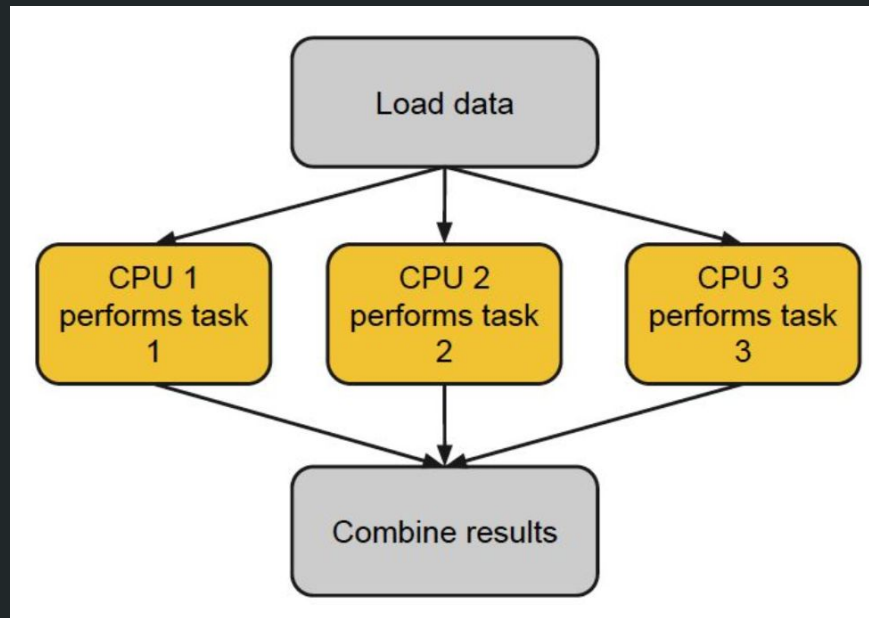 Load data
CPU 1
performs task
1
CPU 2
performs task
2
CPU 3
performs task
3
Combine results